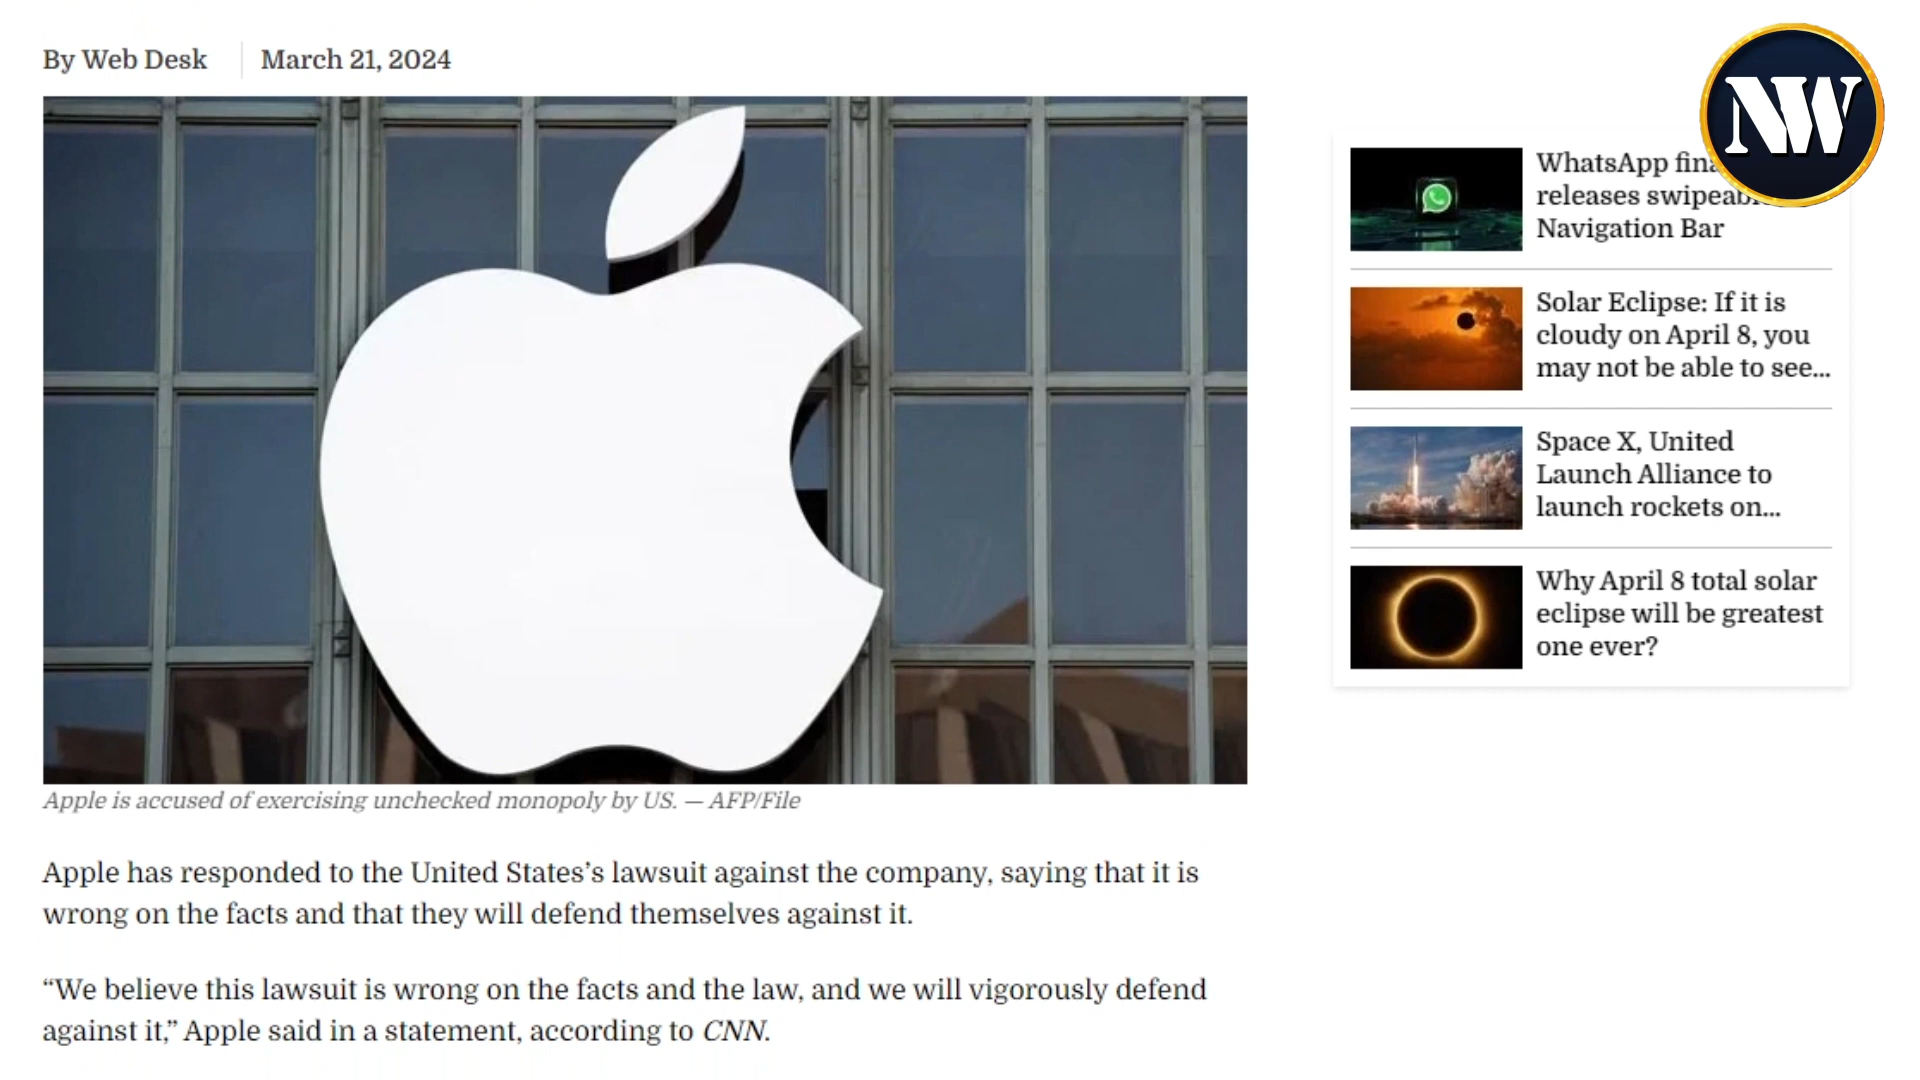 By Web Desk
March 21, 2024
NW
WhatsApp
releases
Navigation Bar
Solar Eclipse: If it is
cloudy on April 8, you
may not be able to see...
Space X, United
Launch Alliance to
launch rockets on...
Why April 8 total solar
eclipse will be greatest
one ever?
Apple is accused of exercising unchecked monopoly by US. — AFP/File
Apple has responded to the United States’s lawsuit against the company, saying that it is
wrong on the facts and that they will defend themselves against it.
“We believe this lawsuit is wrong on the facts and the law, and we will vigorously defend
against it,” Apple said in a statement, according to CNN.